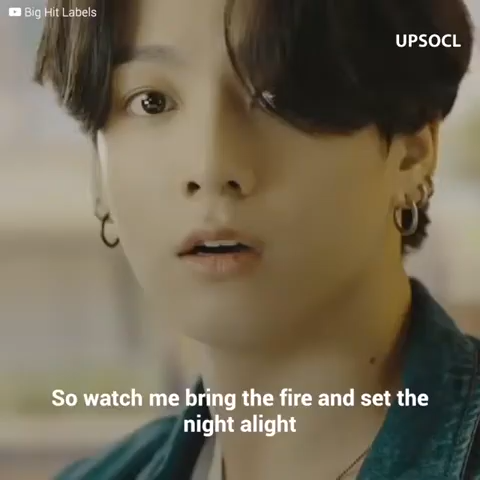 Big Hit Labels
UPSOCL
So watch me bring the fire and set the
night alight